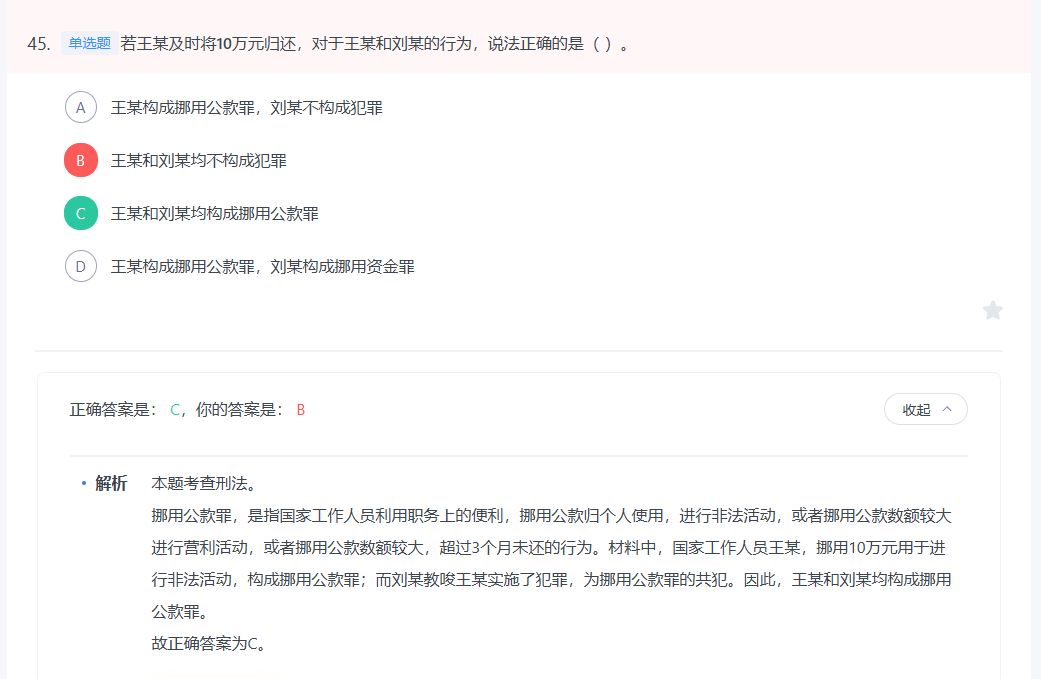 45. 单选题 若王某及时将10万元归还，对于王某和刘某的行为，说法正确的是（ ）。
A 王某构成挪用公款罪，刘某不构成犯罪
B 王某和刘某均不构成犯罪
C 王某和刘某均构成挪用公款罪
D 王某构成挪用公款罪，刘某构成挪用资金罪
正确答案是： C，你的答案是： B
收起
• 解析 本题考查刑法。
挪用公款罪，是指国家工作人员利用职务上的便利，挪用公款归个人使用，进行非法活动，或者挪用公款数额较大
进行营利活动，或者挪用公款数额较大，超过3个月未还的行为。材料中，国家工作人员王某，挪用10万元用于进
行非法活动，构成挪用公款罪；而刘某教唆王某实施了犯罪，为挪用公款罪的共犯。因此，王某和刘某均构成挪用
公款罪。
故正确答案为C。